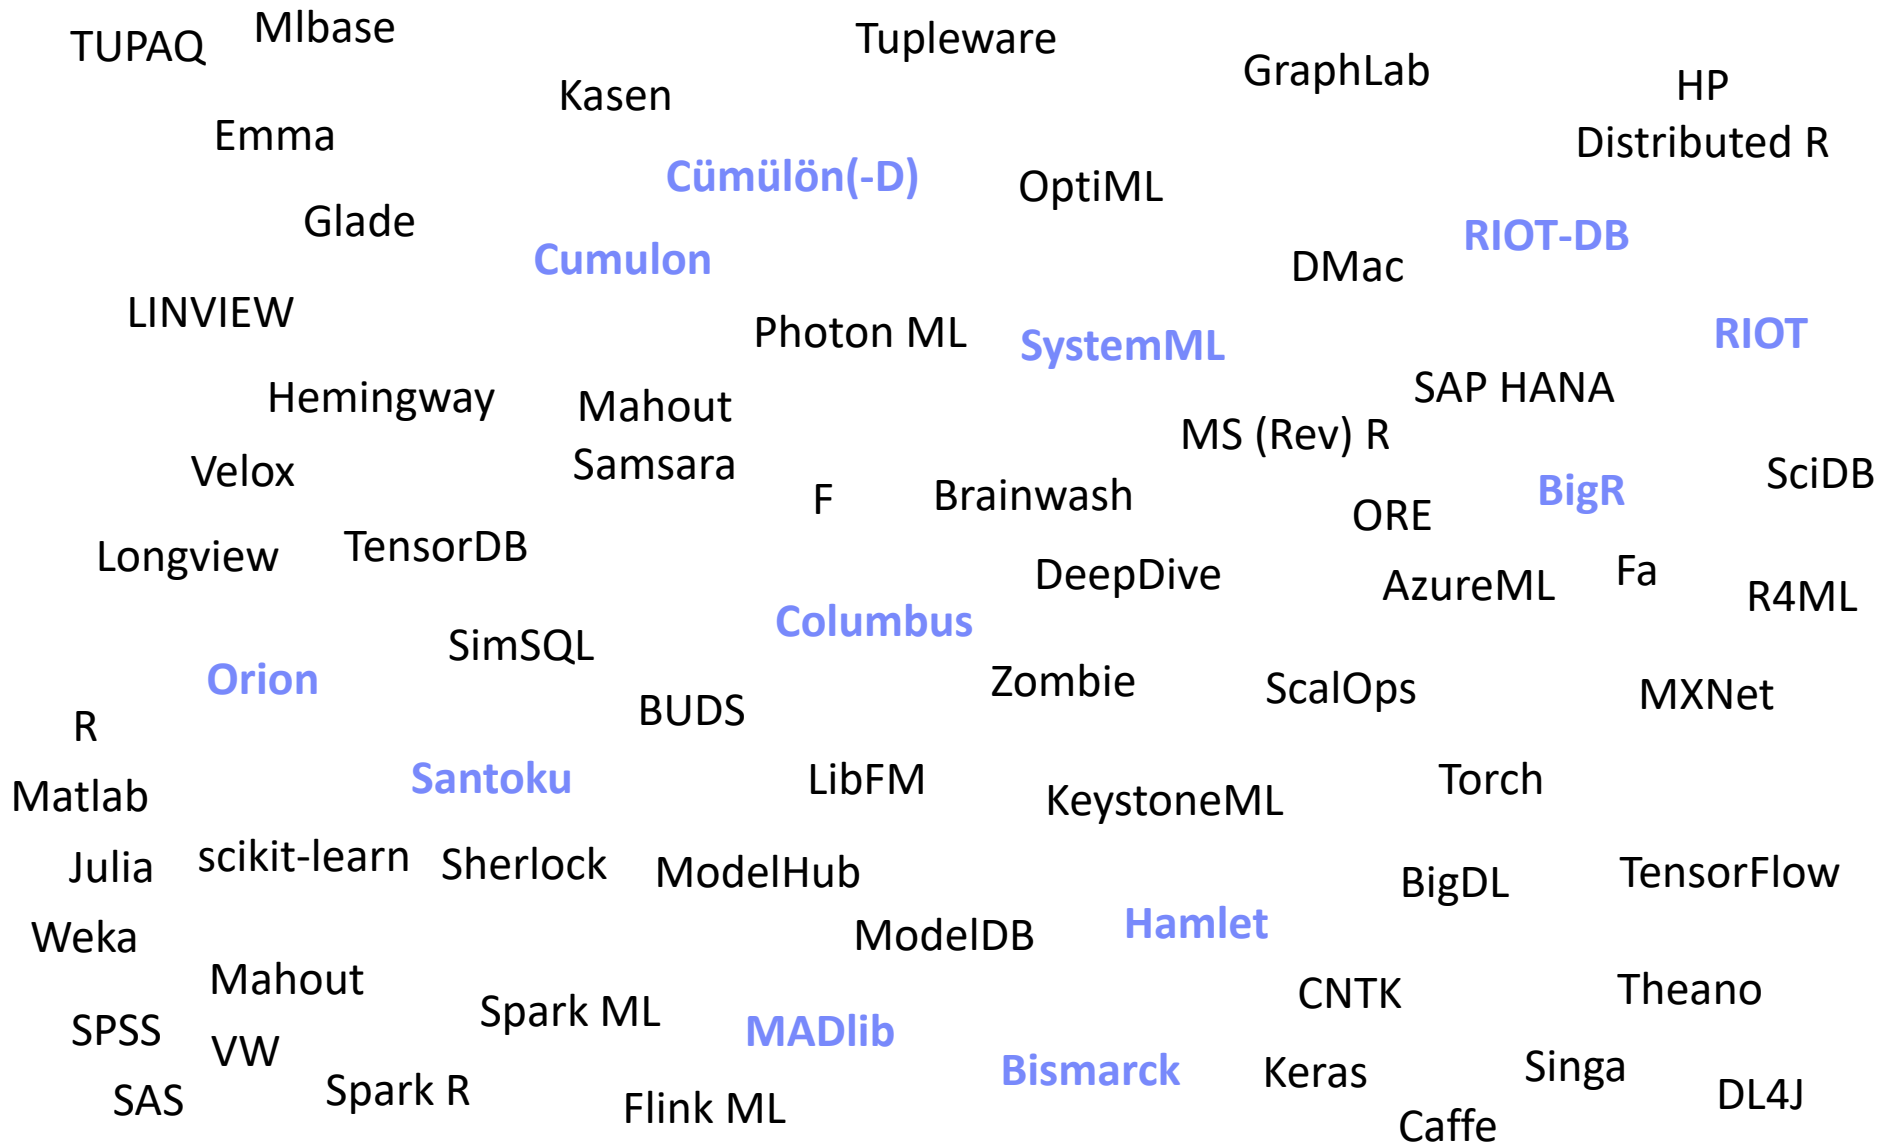 TUPAQ
Mlbase
Tupleware
GraphLab
HP
Distributed R
Kasen
Emma
Cümülön(-D)
OptiML
Glade
Cumulon
RIOT-DB
DMac
LINVIEW
Photon ML
SystemML
RIOT
Hemingway
Mahout
Samsara
SAP HANA
MS (Rev) R
Velox
F
Brainwash
BigR
SciDB
ORE
Longview
TensorDB
DeepDive
AzureML
Fa
R4ML
Columbus
SimSQL
Orion
Zombie
ScalOps
MXNet
BUDS
R
Santoku
LibFM
KeystoneML
Torch
Matlab
Julia
scikit-learn
Sherlock
ModelHub
BigDL
TensorFlow
Weka
ModelDB
Hamlet
Mahout
CNTK
Theano
Spark ML
SPSS
VW
MADlib
Bismarck
Keras
Singa
SAS
Spark R
Flink ML
DL4J
Caffe